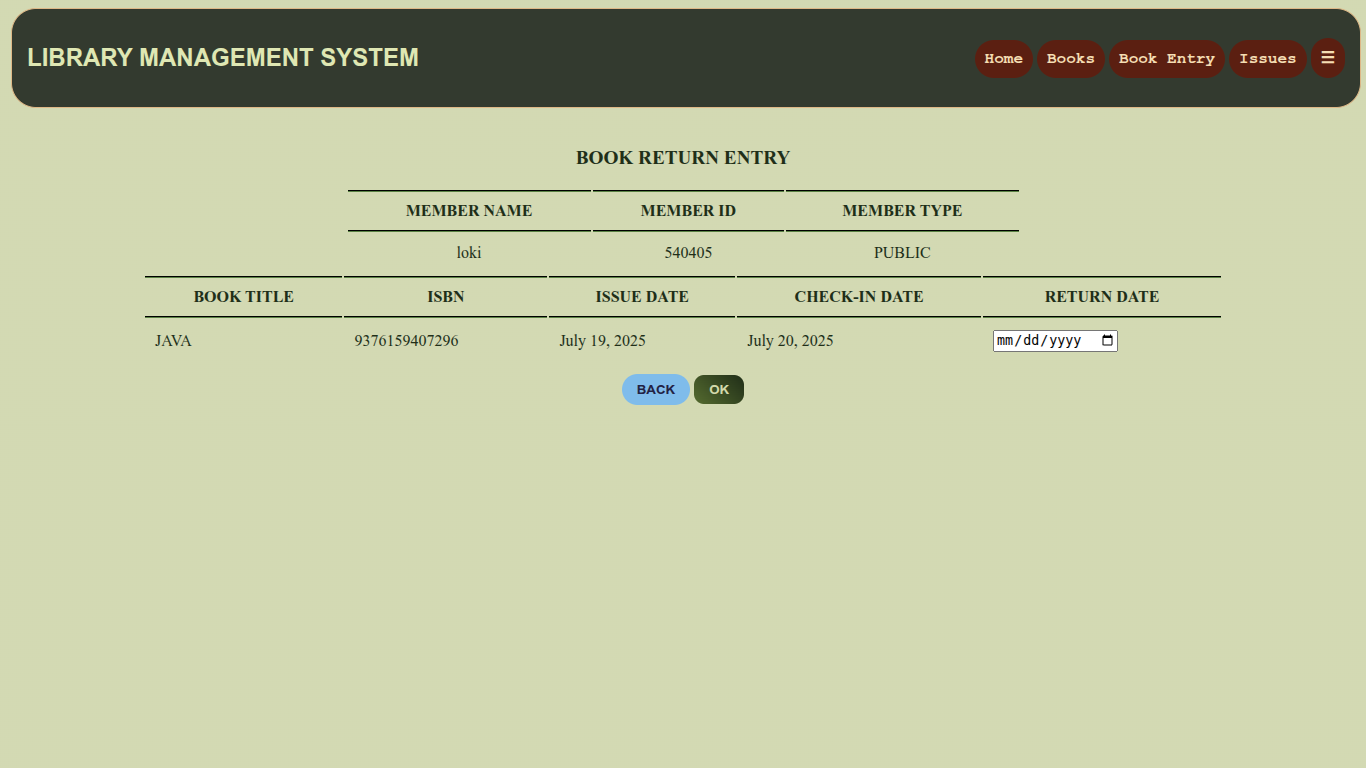 LIBRARY MANAGEMENT SYSTEM Home Books Book Entry Issues ☰
BOOK RETURN ENTRY
MEMBER NAME MEMBER ID MEMBER TYPE
loki 540405 PUBLIC
BOOK TITLE ISBN ISSUE DATE CHECK-IN DATE RETURN DATE
JAVA 9376159407296 July 19, 2025 July 20, 2025 mm/dd/yyyy
BACK OK